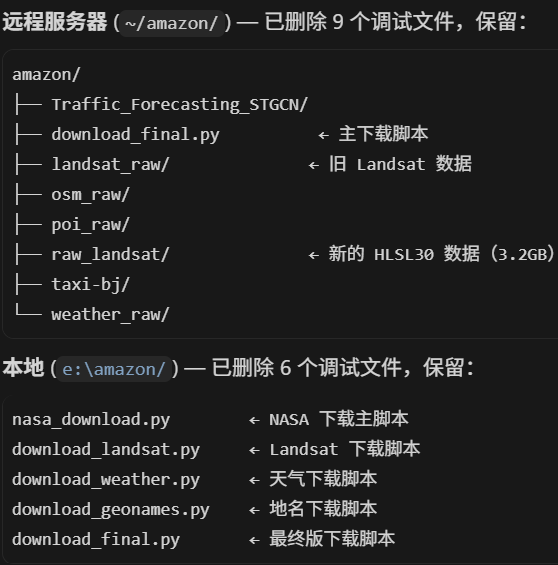 远程服务器 (~/amazon/) — 已删除 9 个调试文件，保留：
amazon/
├── Traffic_Forecasting_STGCN/
├── download_final.py ← 主下载脚本
├── landsat_raw/ ← 旧 Landsat 数据
├── osm_raw/
├── poi_raw/
├── raw_landsat/ ← 新的 HLSL30 数据（3.2GB）
├── taxi-bj/
└── weather_raw/
本地 (e:\amazon/) — 已删除 6 个调试文件，保留：
nasa_download.py ← NASA 下载主脚本
download_landsat.py ← Landsat 下载脚本
download_weather.py ← 天气下载脚本
download_geonames.py ← 地名下载脚本
download_final.py ← 最终版下载脚本